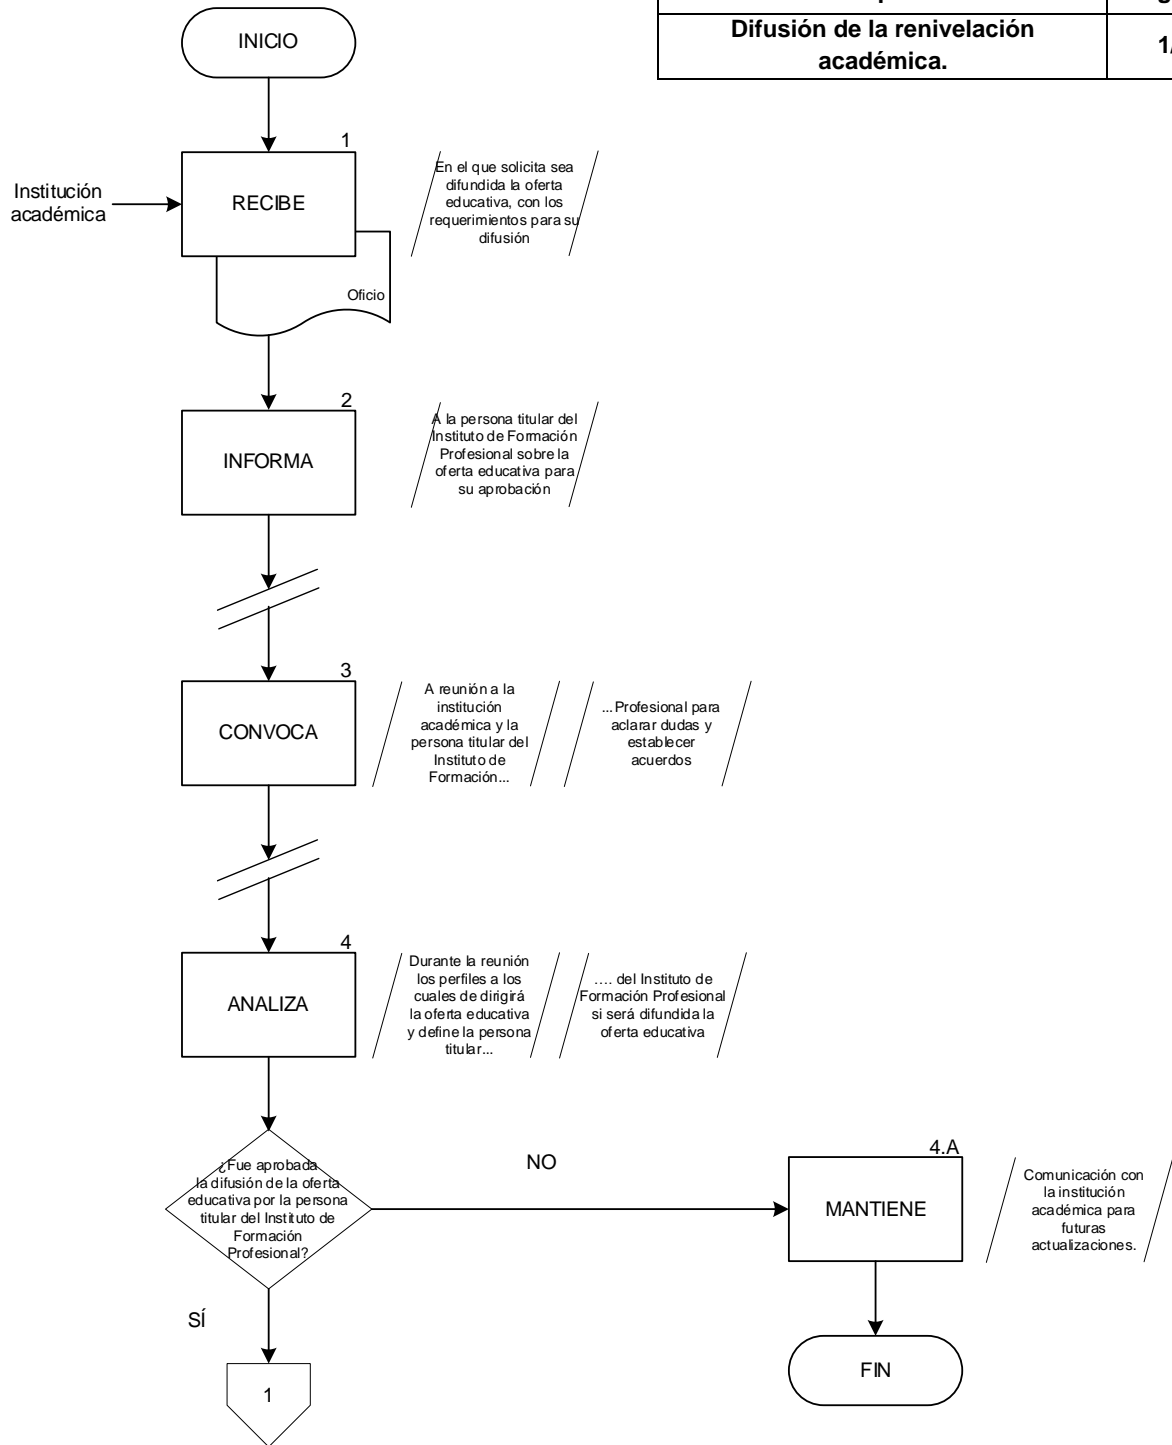 Difusión de la renivelación
académica.
1/
INICIO
1
Institución
académica
RECIBE
En el que solicita sea
difundida la oferta
educativa, con los
requerimientos para su
difusión
Oficio
2
INFORMA
A la persona titular del
Instituto de Formación
Profesional sobre la
oferta educativa para
su aprobación
3
CONVOCA
A reunión a la
institución
académica y la
persona titular del
Instituto de
Formación...
...Profesional para
aclarar dudas y
establecer
acuerdos
4
ANALIZA
Durante la reunión
los perfiles a los
cuales de dirigirá
la oferta educativa
y define la persona
titular...
.... del Instituto de
Formación Profesional
si será difundida la
oferta educativa
¿Fue aprobada
la difusión de la oferta
educativa por la persona
titular del Instituto de
Formación
Profesional?
NO
4.A
MANTIENE
Comunicación con
la institución
académica para
futuras
actualizaciones.
SÍ
1
FIN